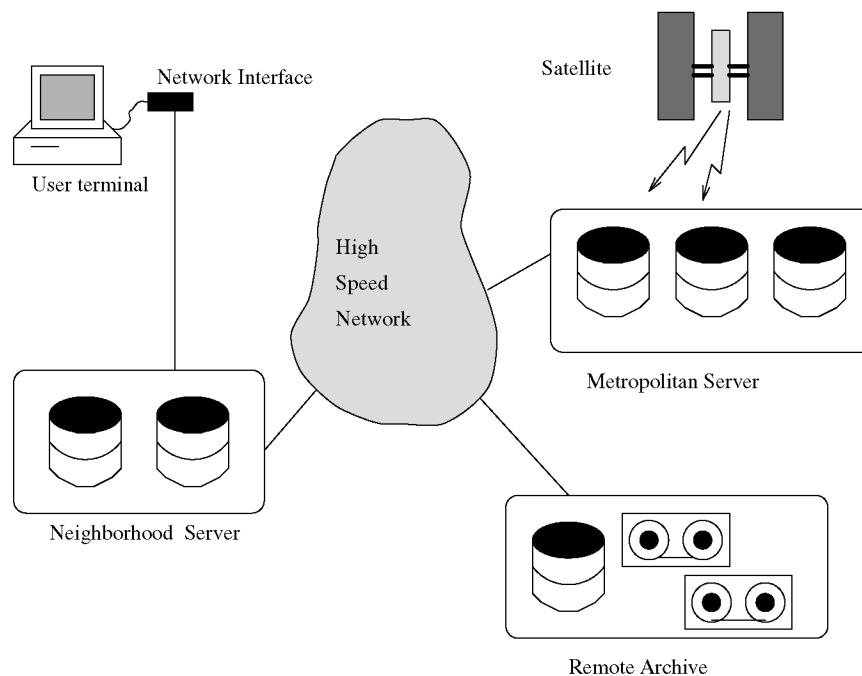 Network Interface
Satellite
User terminal
High
Speed
Network
Metropolitan Server
Neighborhood Server
Remote Archive